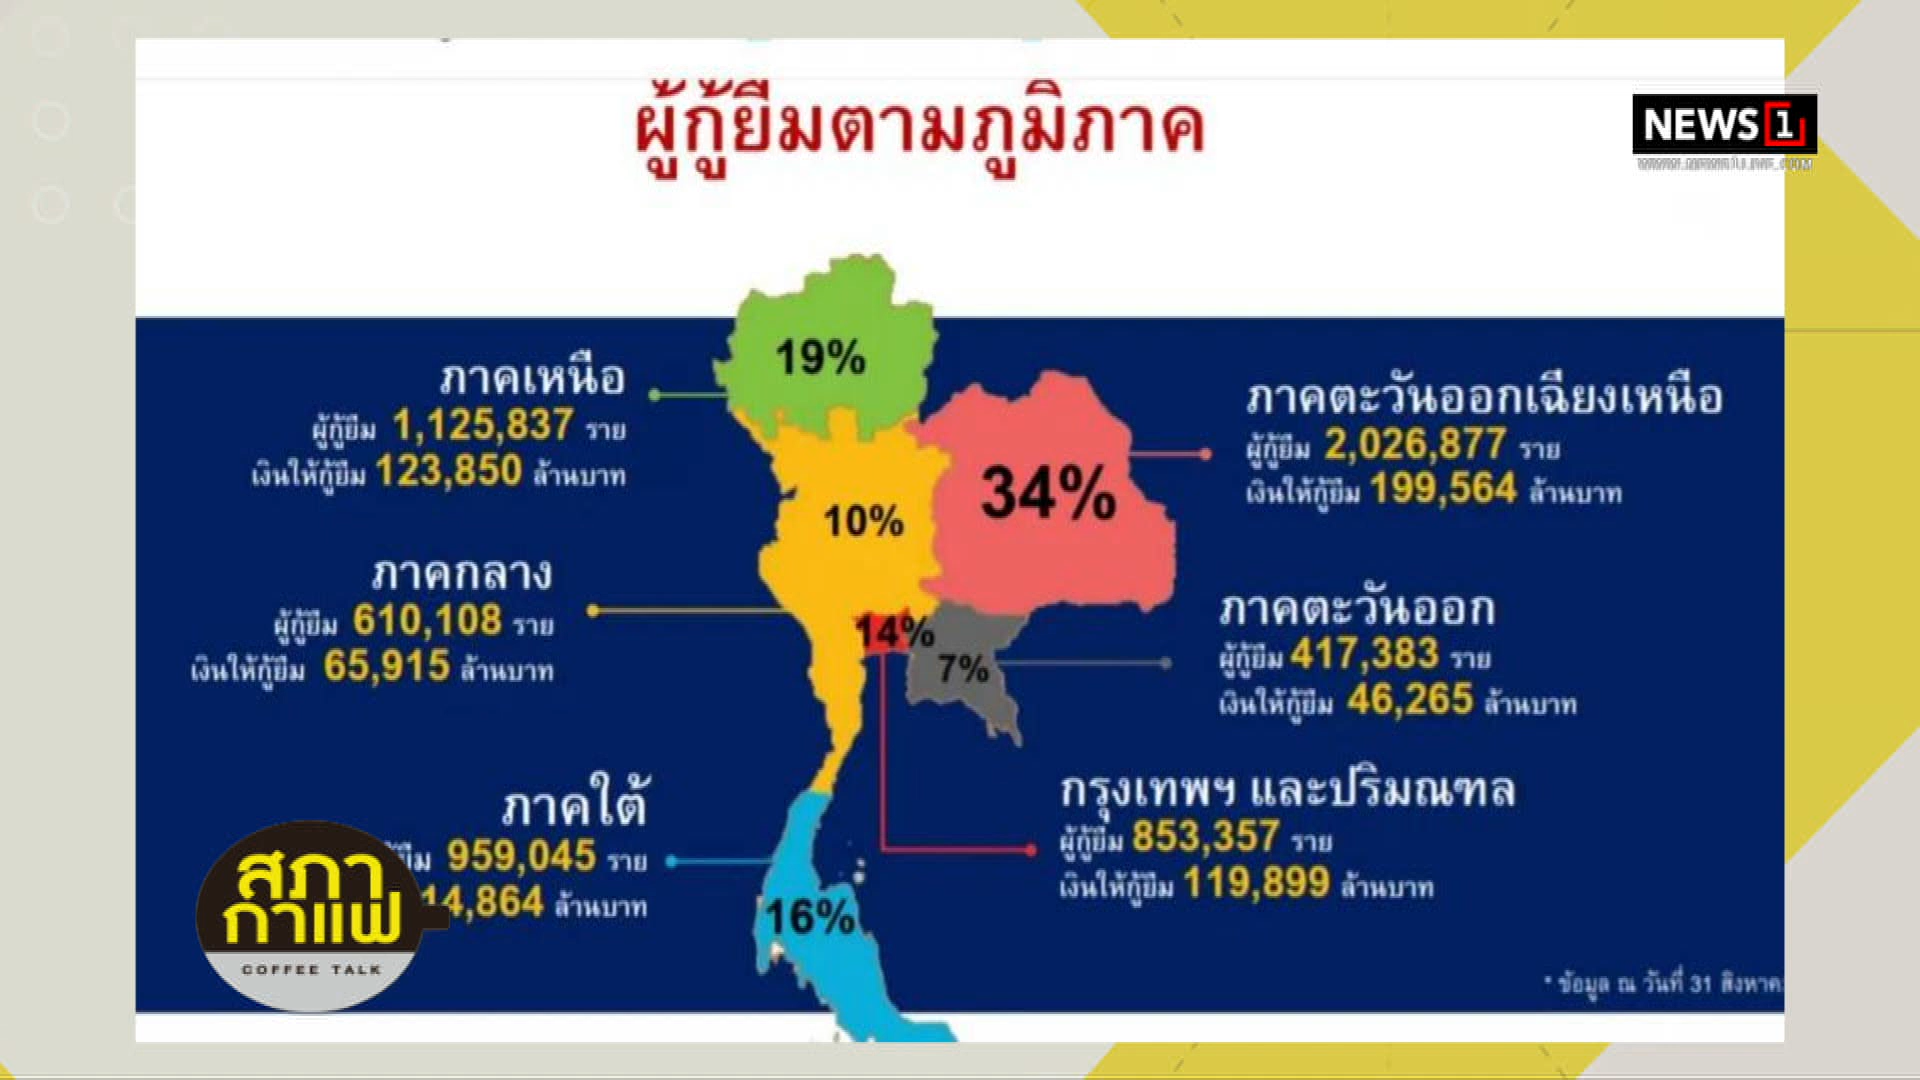 ผู้กู้ยืมตามภูมิภาค
NEWS 1
ภาคเหนือ
ผู้กู้ยืม 1,125,837 ราย
เงินให้กู้ยืม 123,850 ล้านบาท
19%
ภาคตะวันออกเฉียงเหนือ
ผู้กู้ยืม 2,026,877 ราย
เงินให้กู้ยืม 199,564 ล้านบาท
34%
ภาคกลาง
ผู้กู้ยืม 610,108 ราย
เงินให้กู้ยืม 65,915 ล้านบาท
10%
14%
7%
ภาคตะวันออก
ผู้กู้ยืม 417,383 ราย
เงินให้กู้ยืม 46,265 ล้านบาท
ภาคใต้
959,045 ราย
14,864 ล้านบาท
16%
กรุงเทพฯ และปริมณฑล
ผู้กู้ยืม 853,357 ราย
เงินให้กู้ยืม 119,899 ล้านบาท
สภา
กาแฟ
COFFEE TALK
* ข้อมูล ณ วันที่ 31 สิงหาค